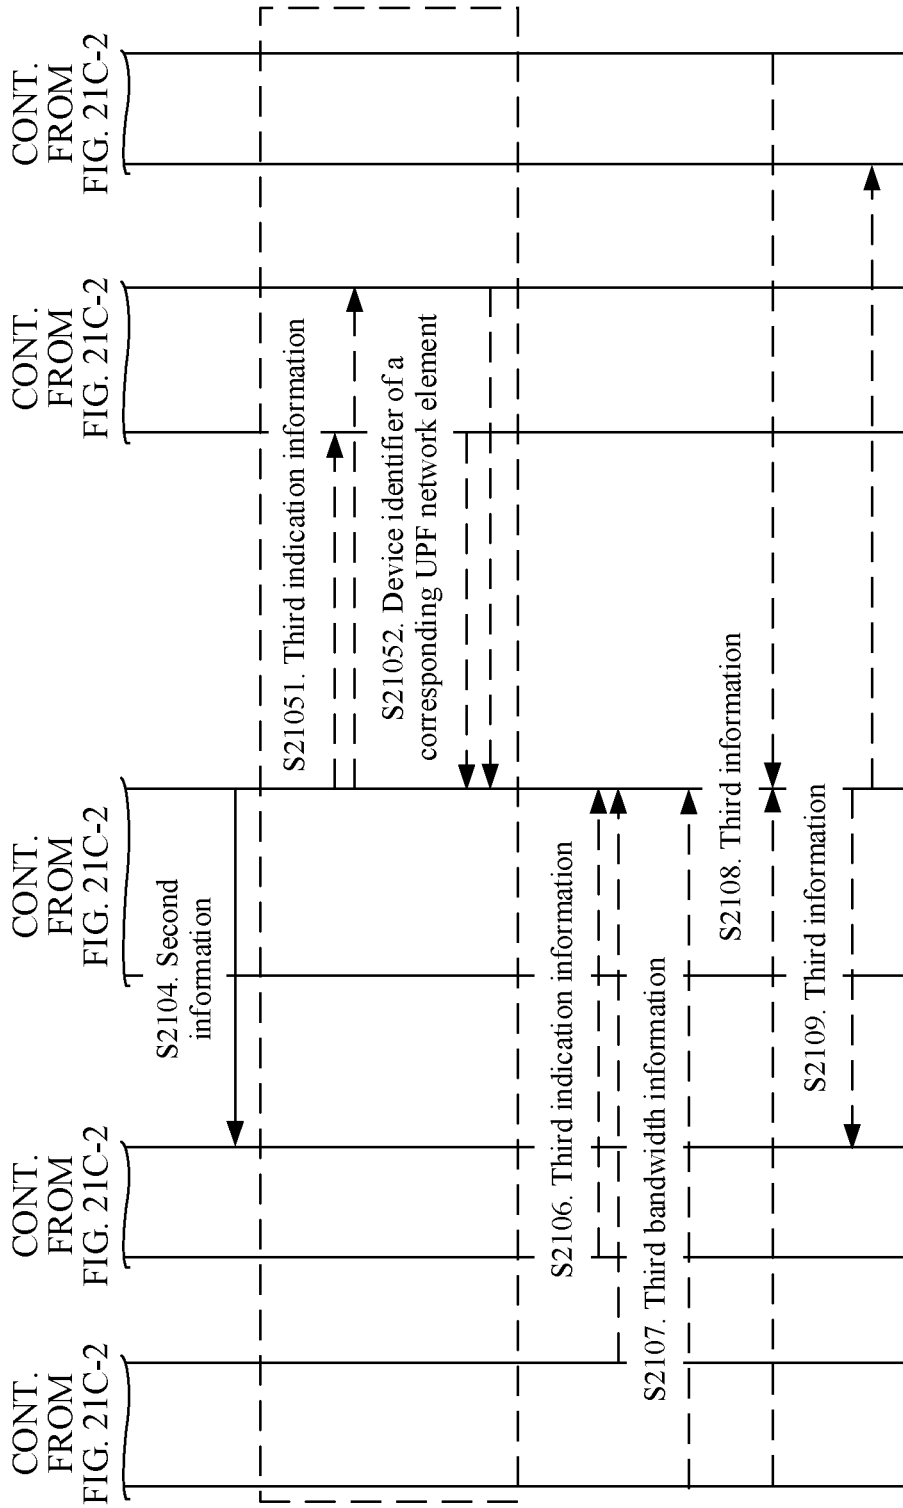 CONT.
FROM
FIG. 21C-2
CONT.
FROM
FIG. 21C-2
CONT.
FROM
FIG. 21C-2
CONT.
FROM
FIG. 21C-2
CONT.
FROM
FIG. 21C-2
S2104. Second
information
S21051. Third indication information
S21052. Device identifier of a
corresponding UPF network element
S2106. Third indication information
S2107. Third bandwidth information
S2108. Third information
S2109. Third information